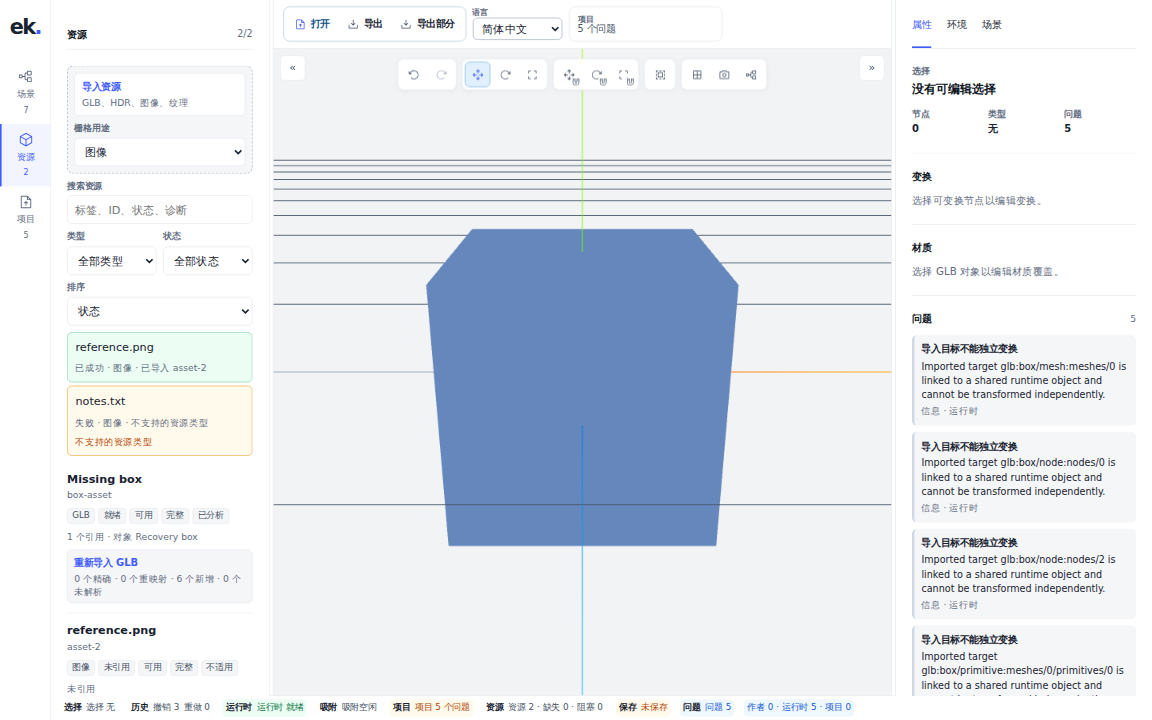 ek.
场景
7
资源
2
项目
5
资源
2/2
导入资源
GLB、HDR、图像、纹理
栅格用途
图像
搜索资源
标签、ID、状态、诊断
类型
状态
全部类型
全部状态
排序
状态
reference.png
已成功 · 图像 · 已导入 asset-2
notes.txt
失败 · 图像 · 不支持的资源类型
不支持的资源类型
Missing box
box-asset
GLB
就绪
可用
完整
已分析
1 个引用 · 对象 Recovery box
重新导入 GLB
0 个精确 · 0 个重映射 · 6 个新增 · 0 个
未解析
reference.png
asset-2
图像
未引用
可用
完整
不适用
未引用
打开
导出
导出部分
语言
简体中文
项目
5 个问题
«
»
属性
环境
场景
选择
没有可编辑选择
节点
类型
问题
0
无
5
变换
选择可变换节点以编辑变换。
材质
选择 GLB 对象以编辑材质覆盖。
问题
5
导入目标不能独立变换
Imported target glb:box/mesh:meshes/0 is
linked to a shared runtime object and
cannot be transformed independently.
信息 · 运行时
导入目标不能独立变换
Imported target glb:box/node:nodes/0 is
linked to a shared runtime object and
cannot be transformed independently.
信息 · 运行时
导入目标不能独立变换
Imported target glb:box/node:nodes/2 is
linked to a shared runtime object and
cannot be transformed independently.
信息 · 运行时
导入目标不能独立变换
Imported target
glb:box/primitive:meshes/0/primitives/0 is
linked to a shared runtime object and
选择 选择 无
历史 撤销 3 重做 0
运行时 运行时 就绪
吸附 吸附空闲
项目 项目 5 个问题
资源 资源 2 · 缺失 0 · 阻塞 0
保存 未保存
问题 问题 5
作者 0 · 运行时 5 · 项目 0